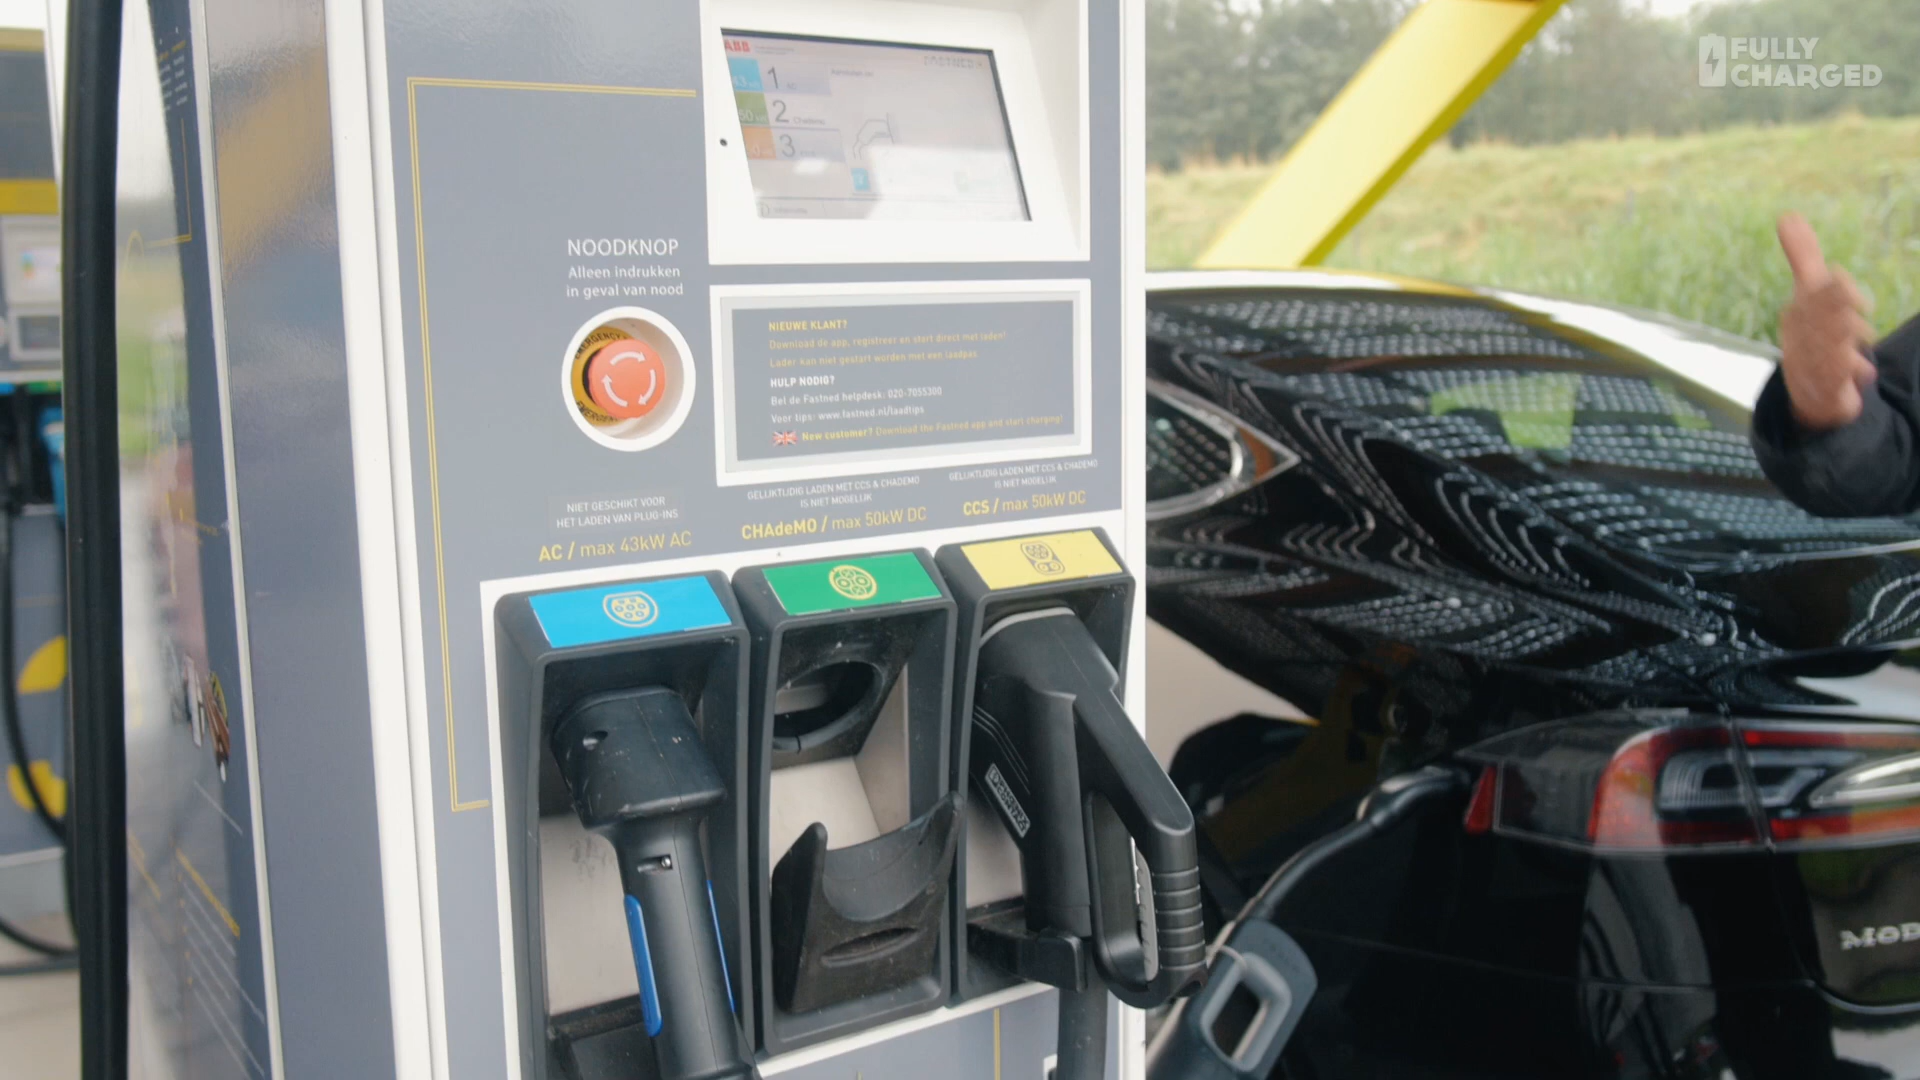 FULLY
CHARGED
ABB
FASTNED
1
2 Chademo
3
NOODKNOP
Alleen indrukken
in geval van nood
EMERGENCY
NIEUWE KLANT?
Download de app, registreer en start direct met laden!
Lader kan niet gestart worden met een laadpas.
HULP NODIG?
Bel de Fastned helpdesk: 020-7055300
Voor tips: www.fastned.nl/laadtips
New customer? Download the Fastned app and start charging!
NIET GESCHIKT VOOR
HET LADEN VAN PLUG-INS
AC / max 43kW AC
GELIJKTIJDIG LADEN MET CCS & CHADEMO
IS NIET MOGELIJK
CHAdeMO / max 50kW DC
GELIJKTIJDIG LADEN MET CCS & CHADEMO
IS NIET MOGELIJK
CCS / max 50kW DC
MOD